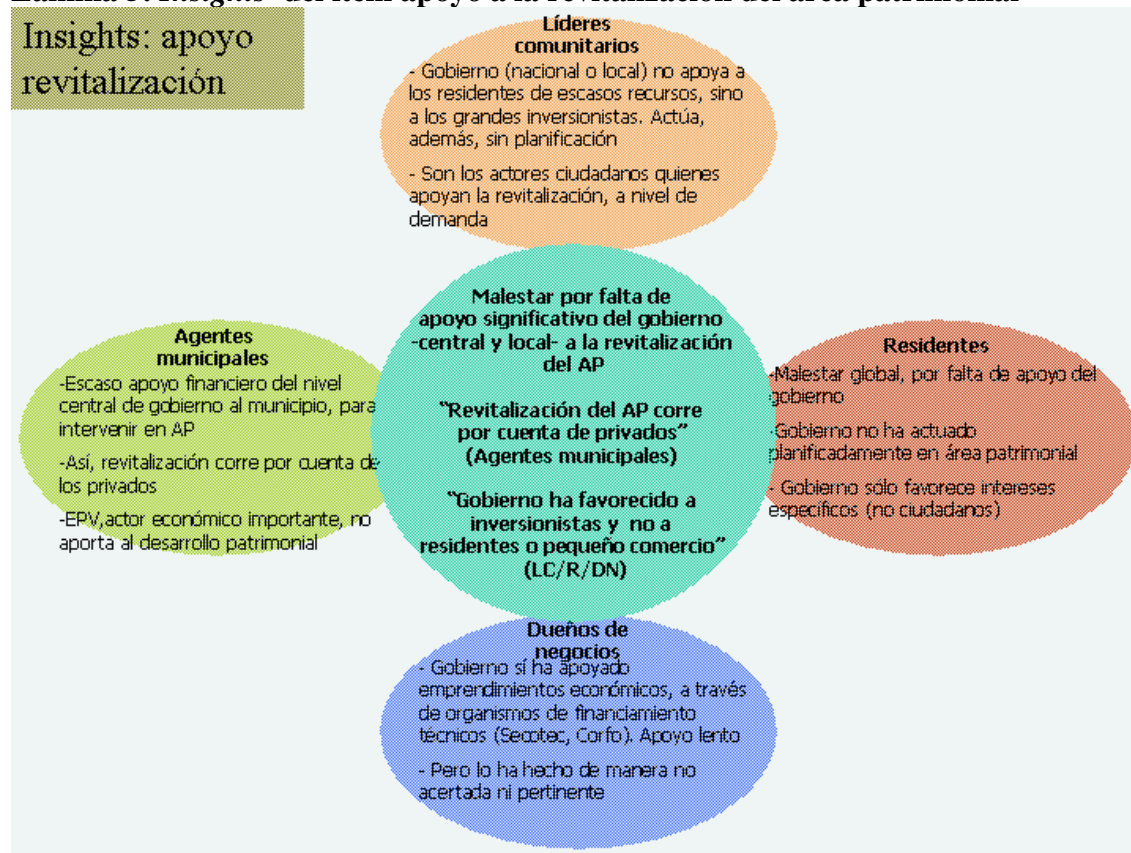 Insights: apoyo
revitalización
Líderes
comunitarios
- Gobierno (nacional o local) no apoya a
los residentes de escasos recursos, sino
a los grandes inversionistas. Actúa,
además, sin planificación
- Son los actores ciudadanos quienes
apoyan la revitalización, a nivel de
demanda
Agentes
municipales
-Escaso apoyo financiero del nivel
central de gobierno al municipio, para
intervenir en AP
-Así, revitalización corre por cuenta de
los privados
-EPV,actor económico importante, no
aporta al desarrollo patrimonial
Malestar por falta de
apoyo significativo del gobierno
-central y local- a la revitalización
del AP
"Revitalización del AP corre
por cuenta de privados"
(Agentes municipales)
"Gobierno ha favorecido a
inversionistas y no a
residentes o pequeño comercio"
(LC/R/DN)
Residentes
-Malestar global, por falta de apoyo del
gobierno
-Gobierno no ha actuado
planificadamente en área patrimonial
- Gobierno sólo favorece intereses
específicos (no ciudadanos)
Dueños de
negocios
- Gobierno sí ha apoyado
emprendimientos económicos, a través
de organismos de financiamiento
técnicos (Secotec, Corfo). Apoyo lento
- Pero lo ha hecho de manera no
acertada ni pertinente